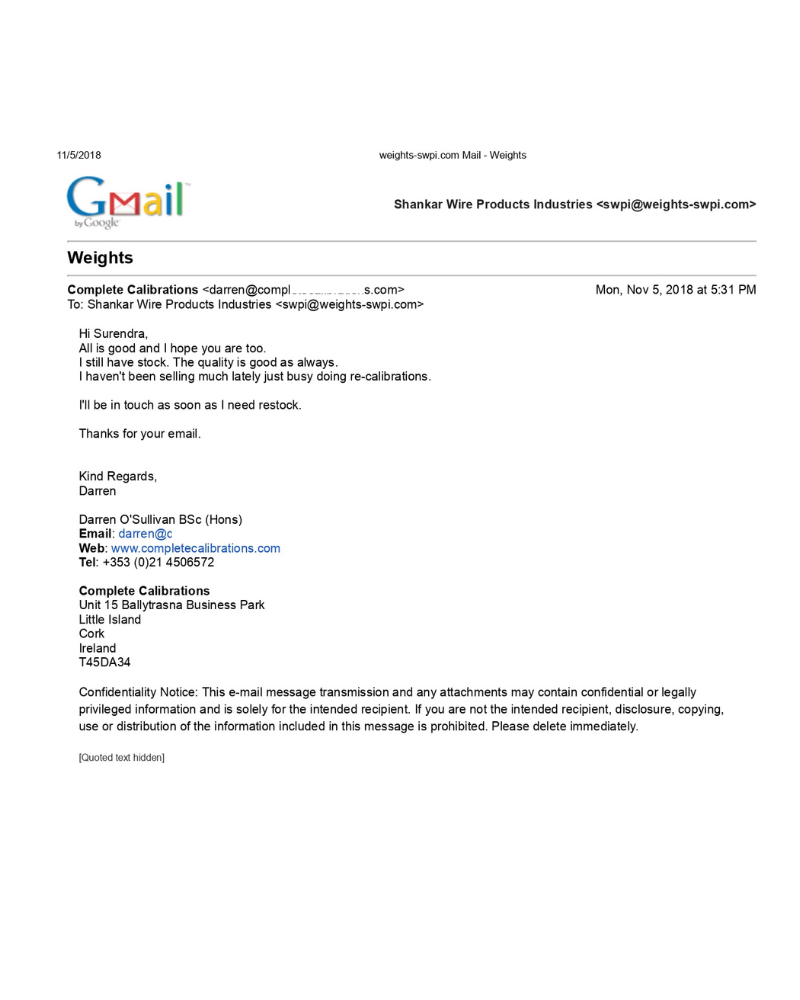 11/5/2018 weights-swpi.com Mail - Weights
Gmail
by Google
Shankar Wire Products Industries <swpi@weights-swpi.com>
Weights
Complete Calibrations <darren@compl s.com> Mon, Nov 5, 2018 at 5:31 PM
To: Shankar Wire Products Industries <swpi@weights-swpi.com>
Hi Surendra,
All is good and I hope you are too.
I still have stock. The quality is good as always.
I haven't been selling much lately just busy doing re-calibrations.
I'll be in touch as soon as I need restock.
Thanks for your email.
Kind Regards,
Darren
Darren O'Sullivan BSc (Hons)
Email: darren@c
Web: www.completecalibrations.com
Tel: +353 (0)21 4506572
Complete Calibrations
Unit 15 Ballytrasna Business Park
Little Island
Cork
Ireland
T45DA34
Confidentiality Notice: This e-mail message transmission and any attachments may contain confidential or legally
privileged information and is solely for the intended recipient. If you are not the intended recipient, disclosure, copying,
use or distribution of the information included in this message is prohibited. Please delete immediately.
[Quoted text hidden]